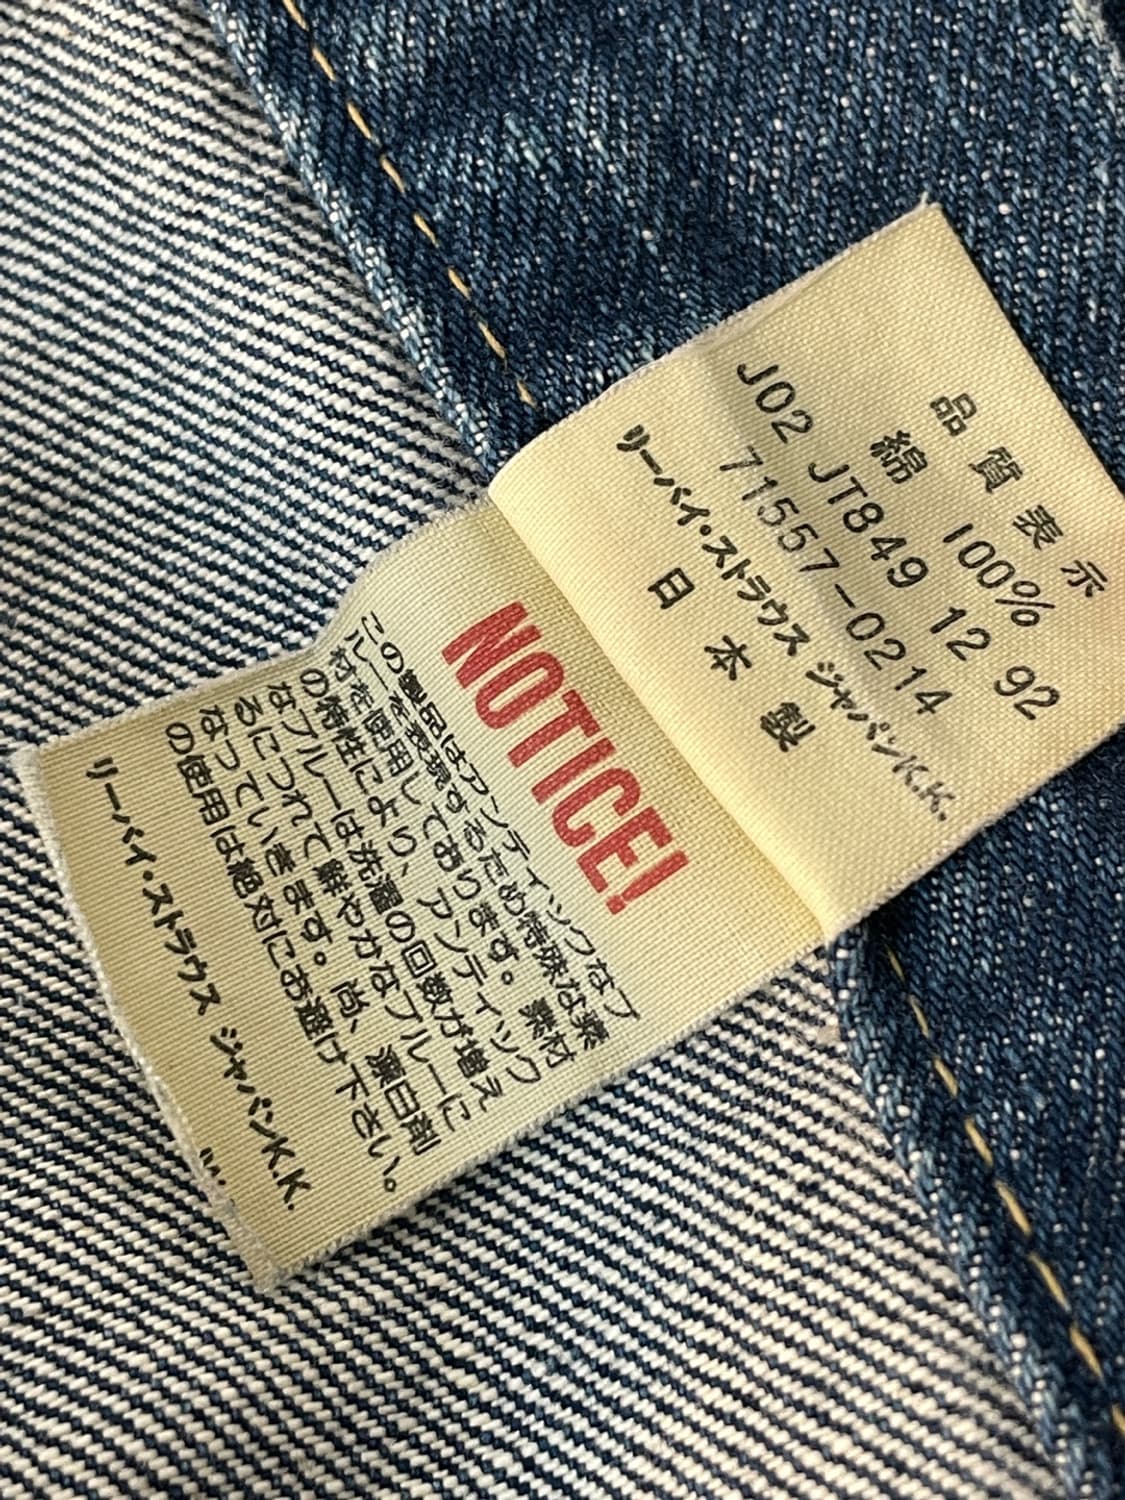 品質表示
綿 100%
J02 JT849 12 92
71557-0214
リーバイ・ストラウス ジャパンK.K.
日本製
NOTICE!
この製品はアンティックなブ
ルーを表現するため特殊な素
材を使用しております。素材
の特性により、アンティック
なブルーは洗濯の回数が増え
るにつれて鮮やかなブルーに
なっていきます。尚、漂白剤
の使用は絶対にお避け下さい。
リーバイ・ストラウス ジャパンK.K.